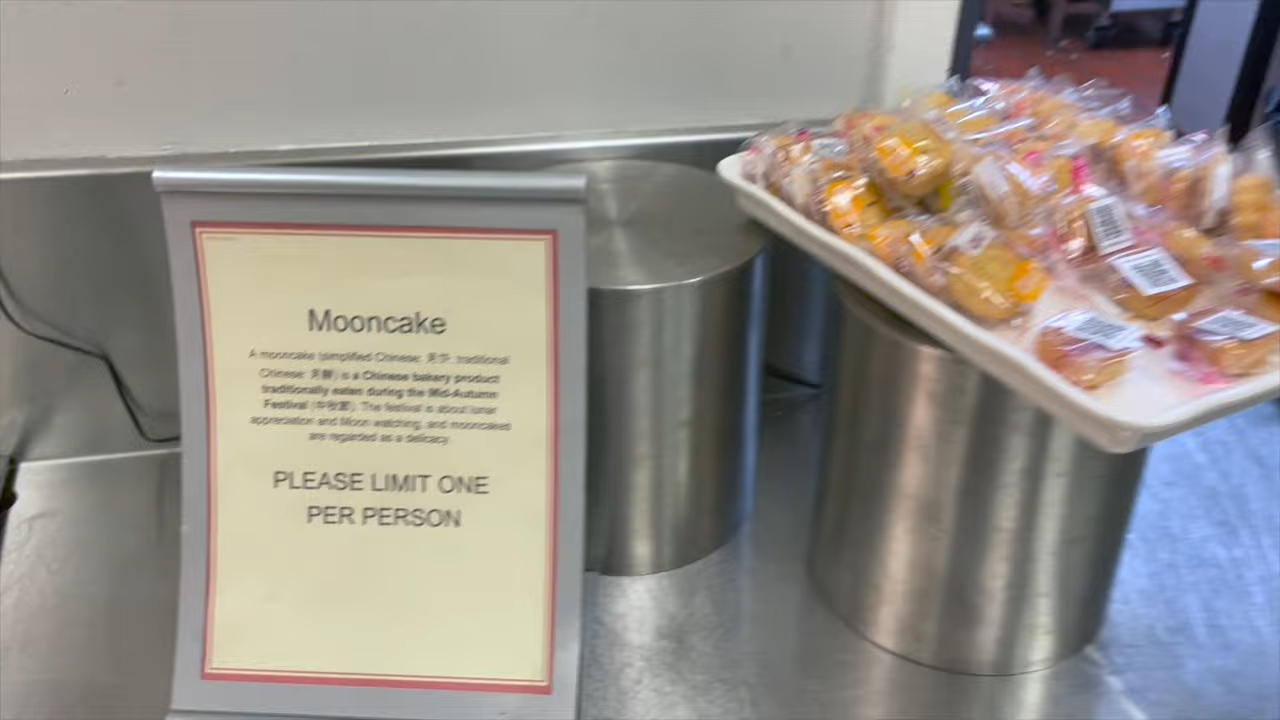 Mooncake
A mooncake (simplified Chinese: 月饼; traditional
Chinese: 月餅) is a Chinese bakery product
traditionally eaten during the Mid-Autumn
Festival (中秋節). The festival is about lunar
appreciation and Moon watching, and mooncakes
are regarded as a delicacy.
PLEASE LIMIT ONE
PER PERSON